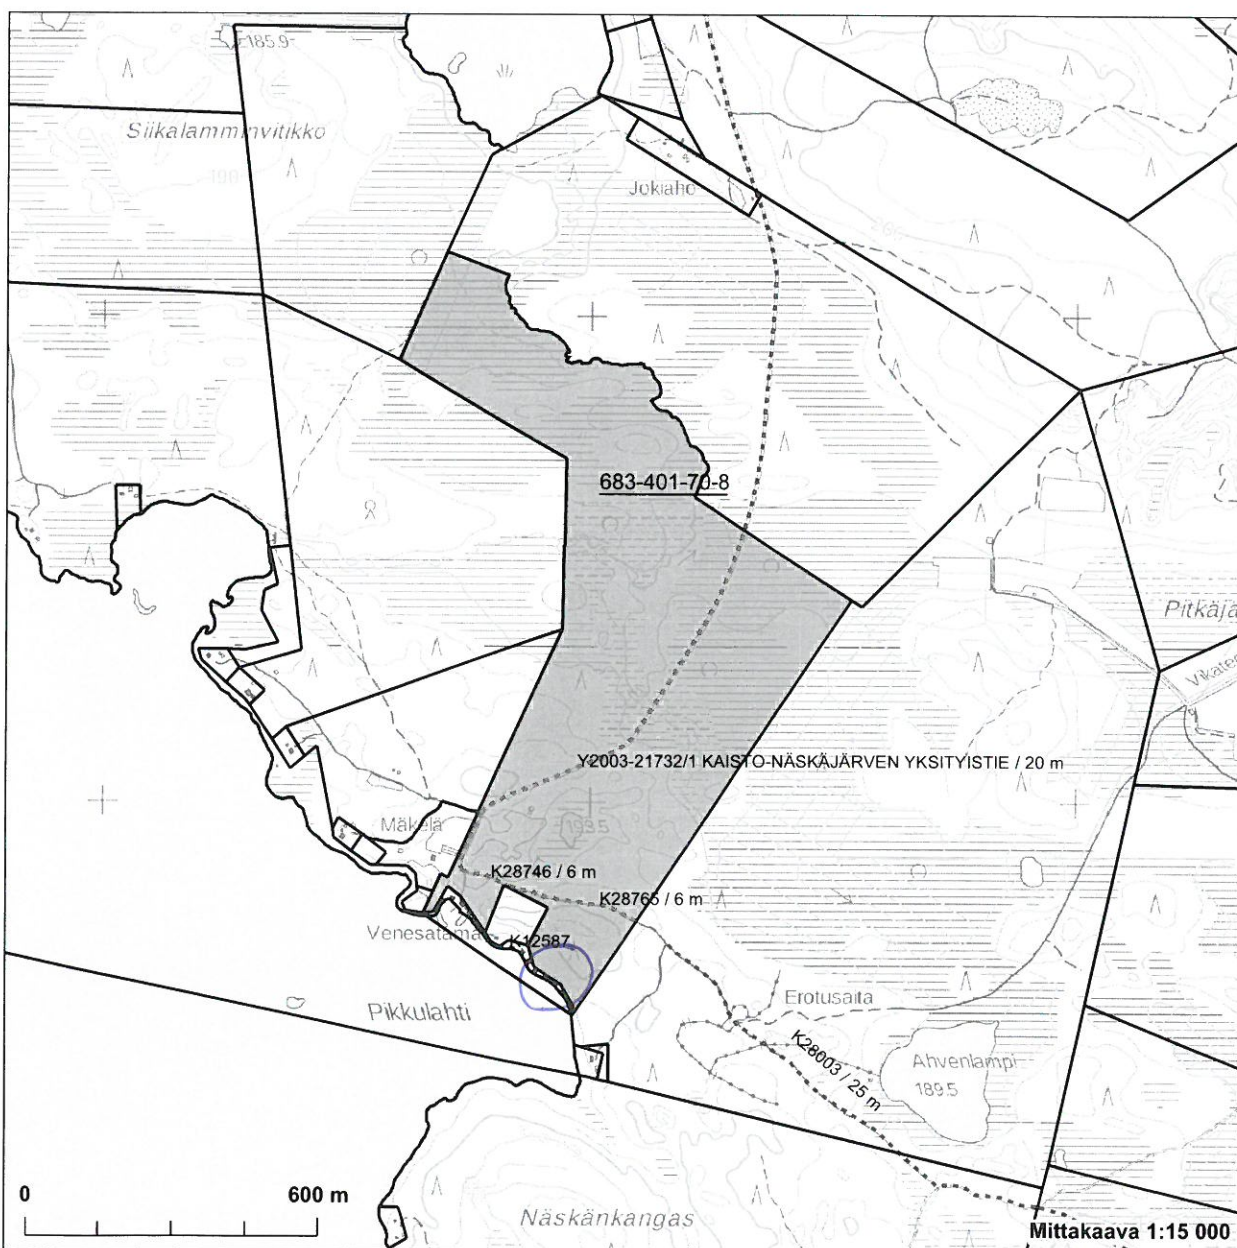 185.9
Siikalamminvitikko
190
Jokiaho
683-401-70-8
Pitkäjä
Y2003-21732/1 KAISTO-NÄSKÄJÄRVEN YKSITYISTIE / 20 m
Mäkelä
193.5
K28746 / 6 m
K28765 / 6 m
Venesatama
K12587
Erotusaita
Pikkulahti
K28003 / 25 m
Ahvenlampi
189.5
0 600 m
Näskänkangas
Mittakaava 1:15 000